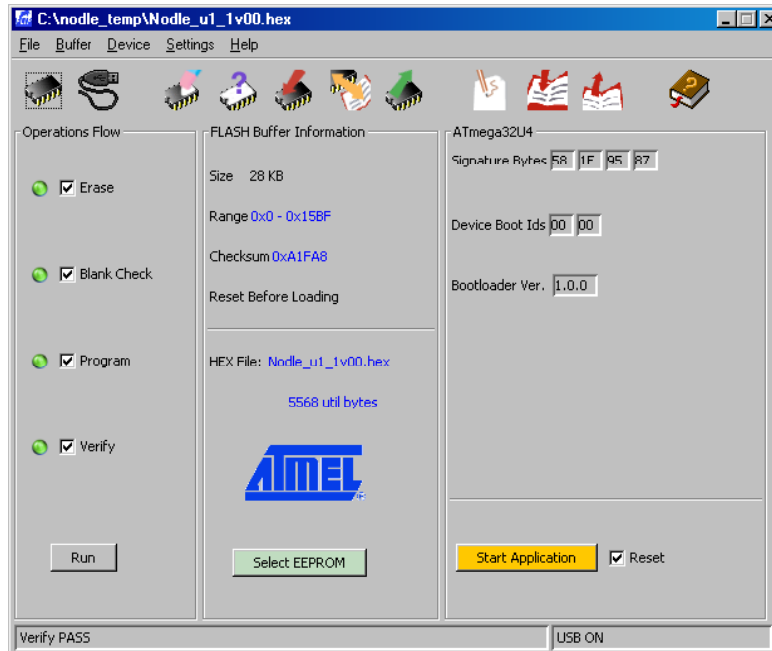 C:\nodle_temp\Nodle_u1_1v00.hex
File Buffer Device Settings Help
Operations Flow
Erase
Blank Check
Program
Verify
Run
FLASH Buffer Information
Size 28 KB
Range 0x0 - 0x15BF
Checksum 0xA1FA8
Reset Before Loading
HEX File: Nodle_u1_1v00.hex
5568 util bytes
ATMEL
Select EEPROM
ATmega32U4
Signature Bytes 58 1E 95 87
Device Boot Ids 00 00
Bootloader Ver. 1.0.0
Start Application Reset
Verify PASS
USB ON